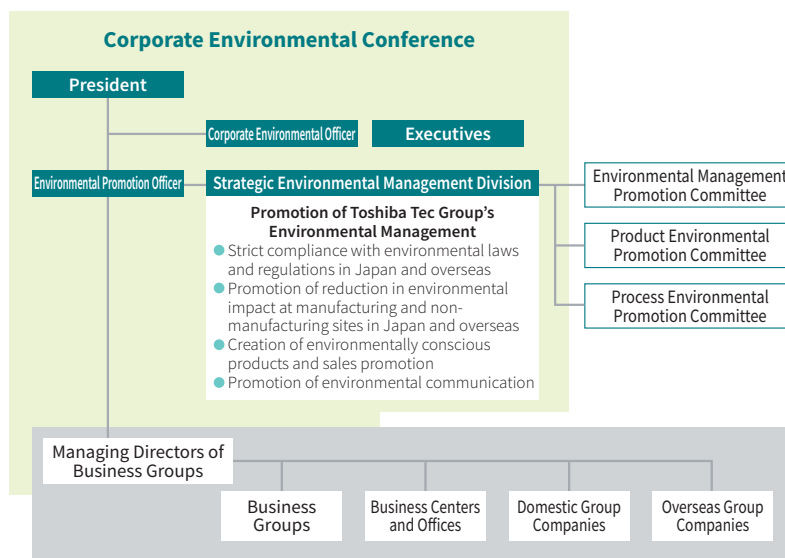 Corporate Environmental Conference
President
Corporate Environmental Officer
Executives
Environmental Promotion Officer
Strategic Environmental Management Division
Promotion of Toshiba Tec Group's
Environmental Management
Strict compliance with environmental laws
and regulations in Japan and overseas
Promotion of reduction in environmental
impact at manufacturing and non-
manufacturing sites in Japan and overseas
Creation of environmentally conscious
products and sales promotion
Promotion of environmental communication
Environmental Management
Promotion Committee
Product Environmental
Promotion Committee
Process Environmental
Promotion Committee
Managing Directors of
Business Groups
Business
Groups
Business Centers
and Offices
Domestic Group
Companies
Overseas Group
Companies